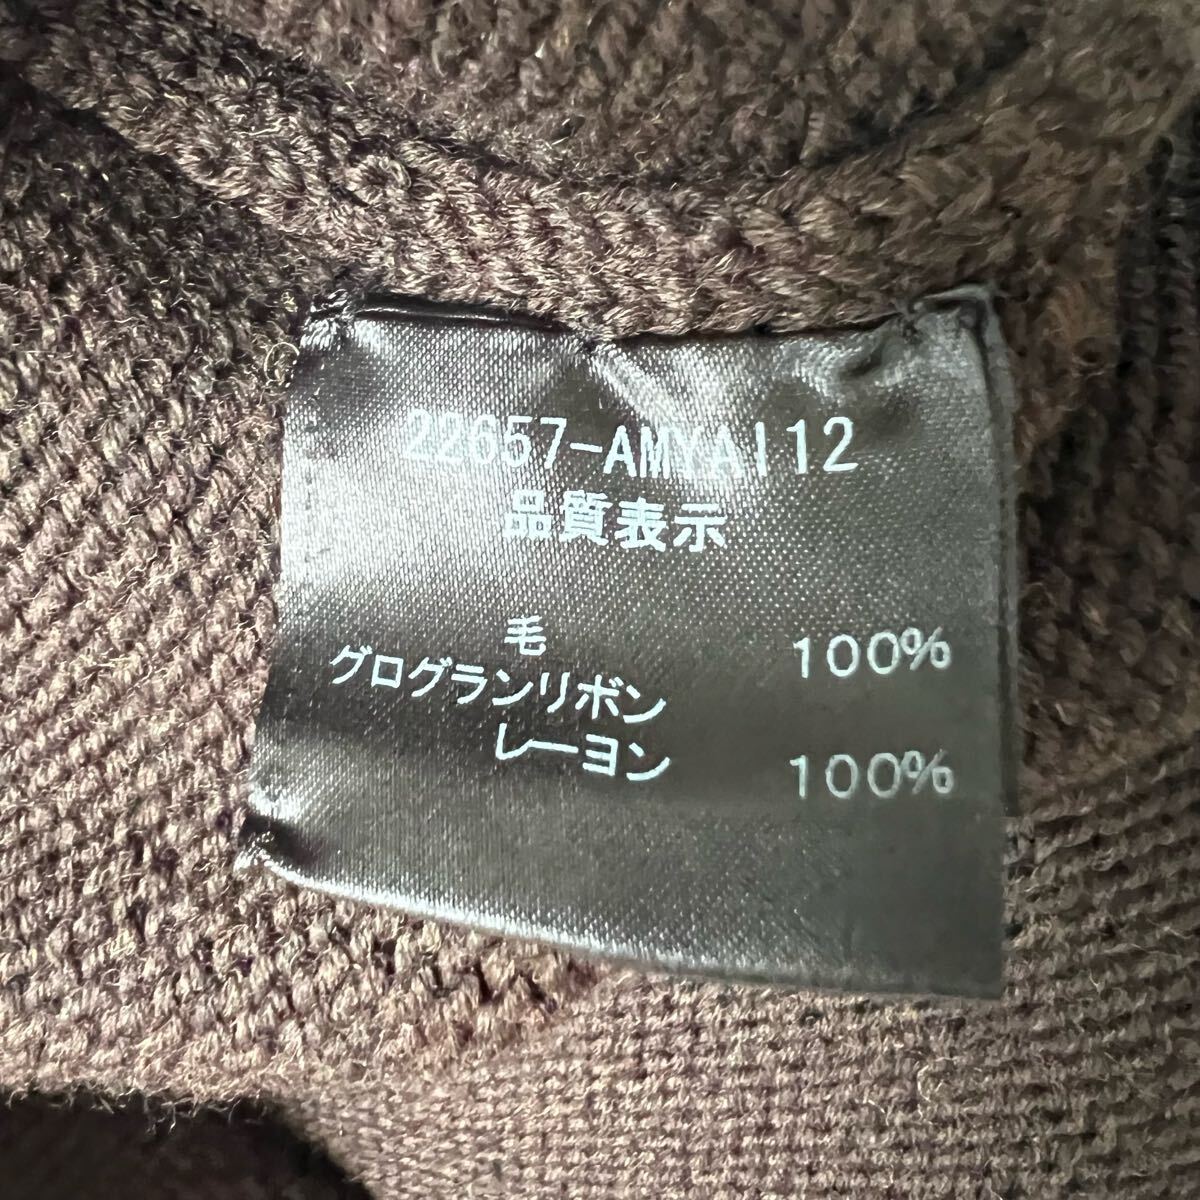 22657-AMYAI12
品質表示
毛 100%
グログランリボン
レーヨン 100%